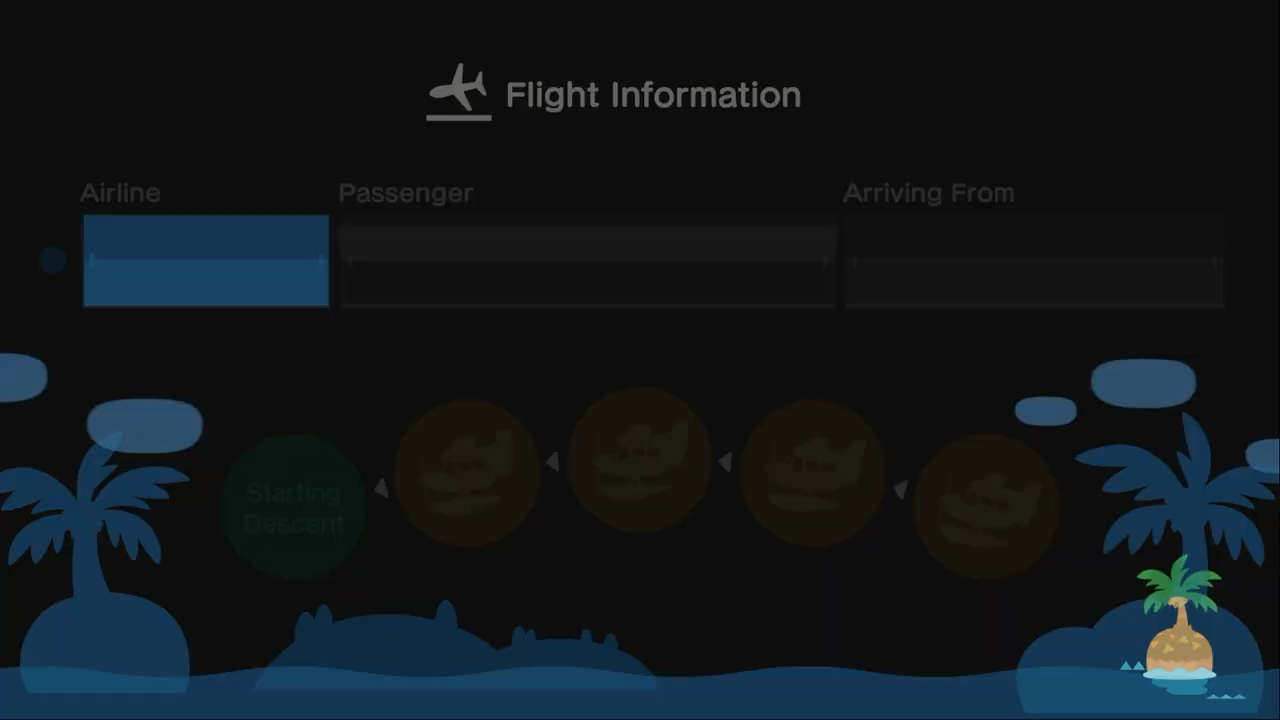 Flight Information
Airline
Passenger
Arriving From
Starting
Descent